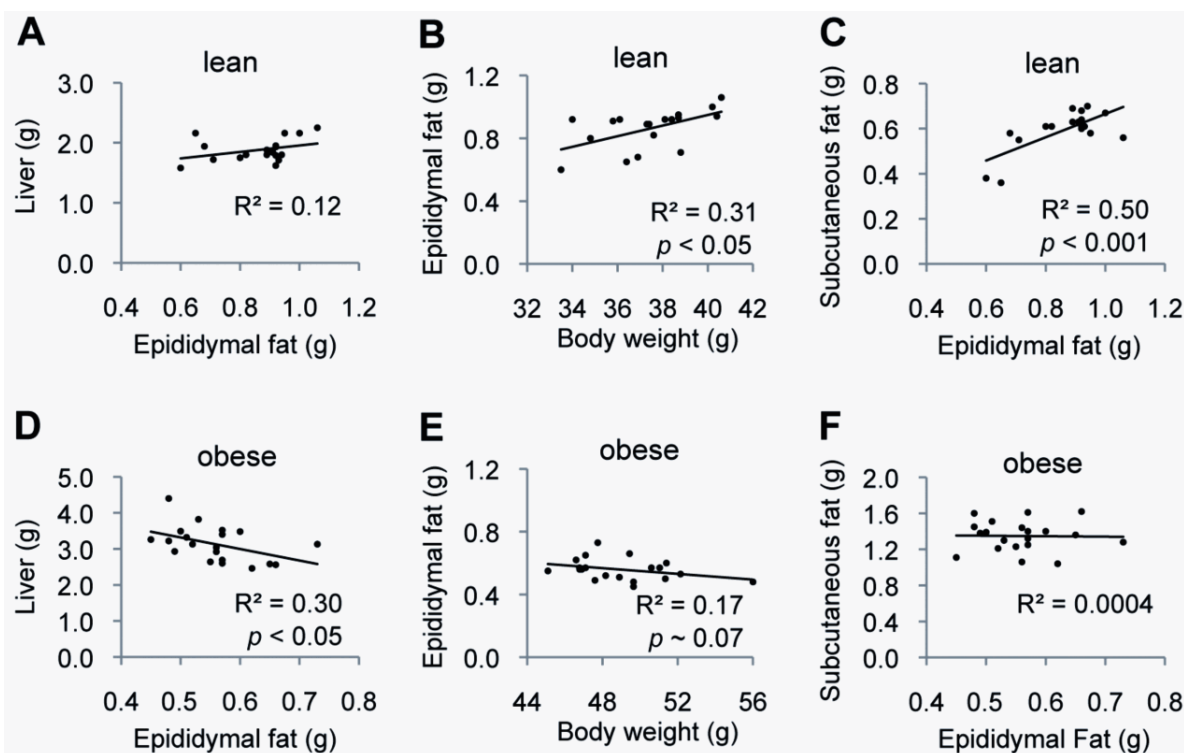 A
lean
Liver (g)
3.0
2.0
1.0
0.0
R² = 0.12
0.4 0.6 0.8 1.0 1.2
Epididymal fat (g)
B
lean
Epididymal fat (g)
1.2
0.8
0.4
0.0
R² = 0.31
p < 0.05
32 34 36 38 40 42
Body weight (g)
C
lean
Subcutaneous fat (g)
0.8
0.6
0.4
0.2
0.0
R² = 0.50
p < 0.001
0.4 0.6 0.8 1.0 1.2
Epididymal fat (g)
D
obese
Liver (g)
5.0
4.0
3.0
2.0
1.0
0.0
R² = 0.30
p < 0.05
0.4 0.5 0.6 0.7 0.8
Epididymal fat (g)
E
obese
Epididymal fat (g)
1.2
0.8
0.4
0.0
R² = 0.17
p ~ 0.07
44 48 52 56
Body weight (g)
F
obese
Subcutaneous fat (g)
2.0
1.6
1.2
0.8
0.4
0.0
R² = 0.0004
0.4 0.5 0.6 0.7 0.8
Epididymal Fat (g)